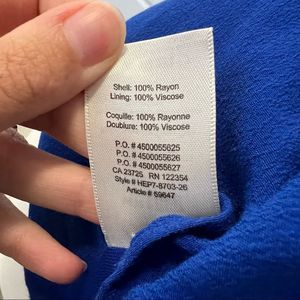 Shell: 100% Rayon
Lining: 100% Viscose
Coquille: 100% Rayonne
Doublure: 100% Viscose
P.O. # 4500055625
P.O. # 4500055626
P.O. # 4500055627
CA 23725 RN 122354
Style # HEP7-8703-26
Article # 59647